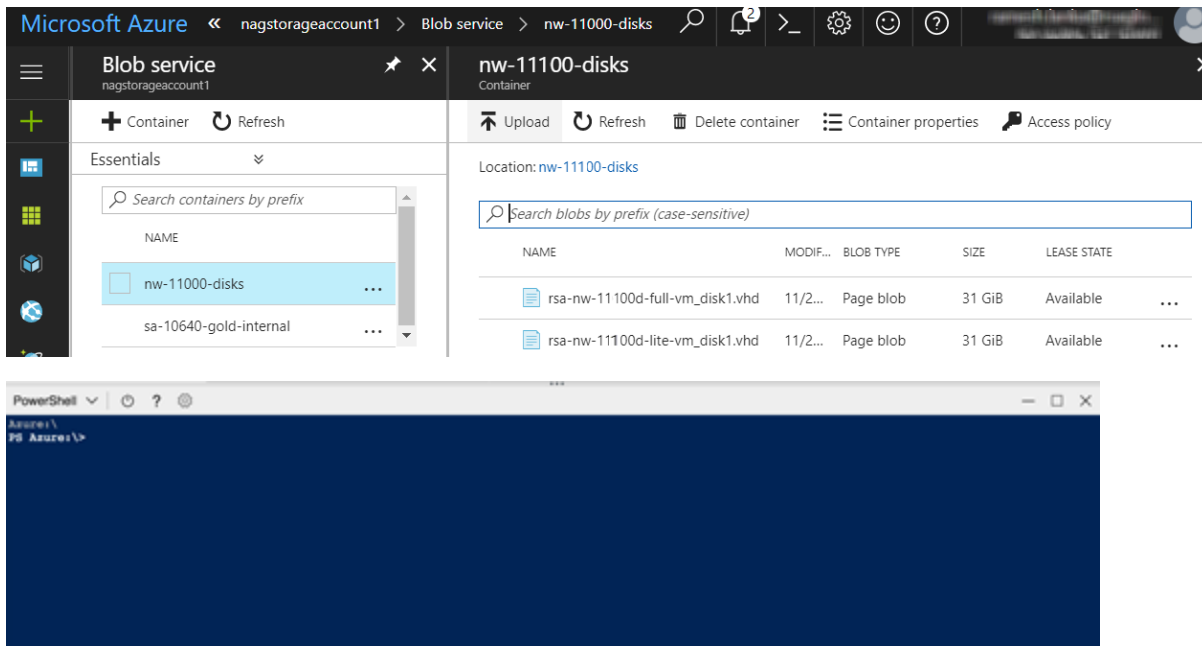 Microsoft Azure « nagstorageaccount1 > Blob service > nw-11000-disks 2 >_ ?
Blob service
nagstorageaccount1
Container Refresh
Essentials
Search containers by prefix
NAME
nw-11000-disks ...
sa-10640-gold-internal ...
nw-11100-disks
Container
Upload Refresh Delete container Container properties Access policy
Location: nw-11100-disks
Search blobs by prefix (case-sensitive)
NAME MODIF... BLOB TYPE SIZE LEASE STATE
rsa-nw-11100d-full-vm_disk1.vhd 11/2... Page blob 31 GiB Available ...
rsa-nw-11100d-lite-vm_disk1.vhd 11/2... Page blob 31 GiB Available ...
PowerShell ?
Azure:\
PS Azure:\>